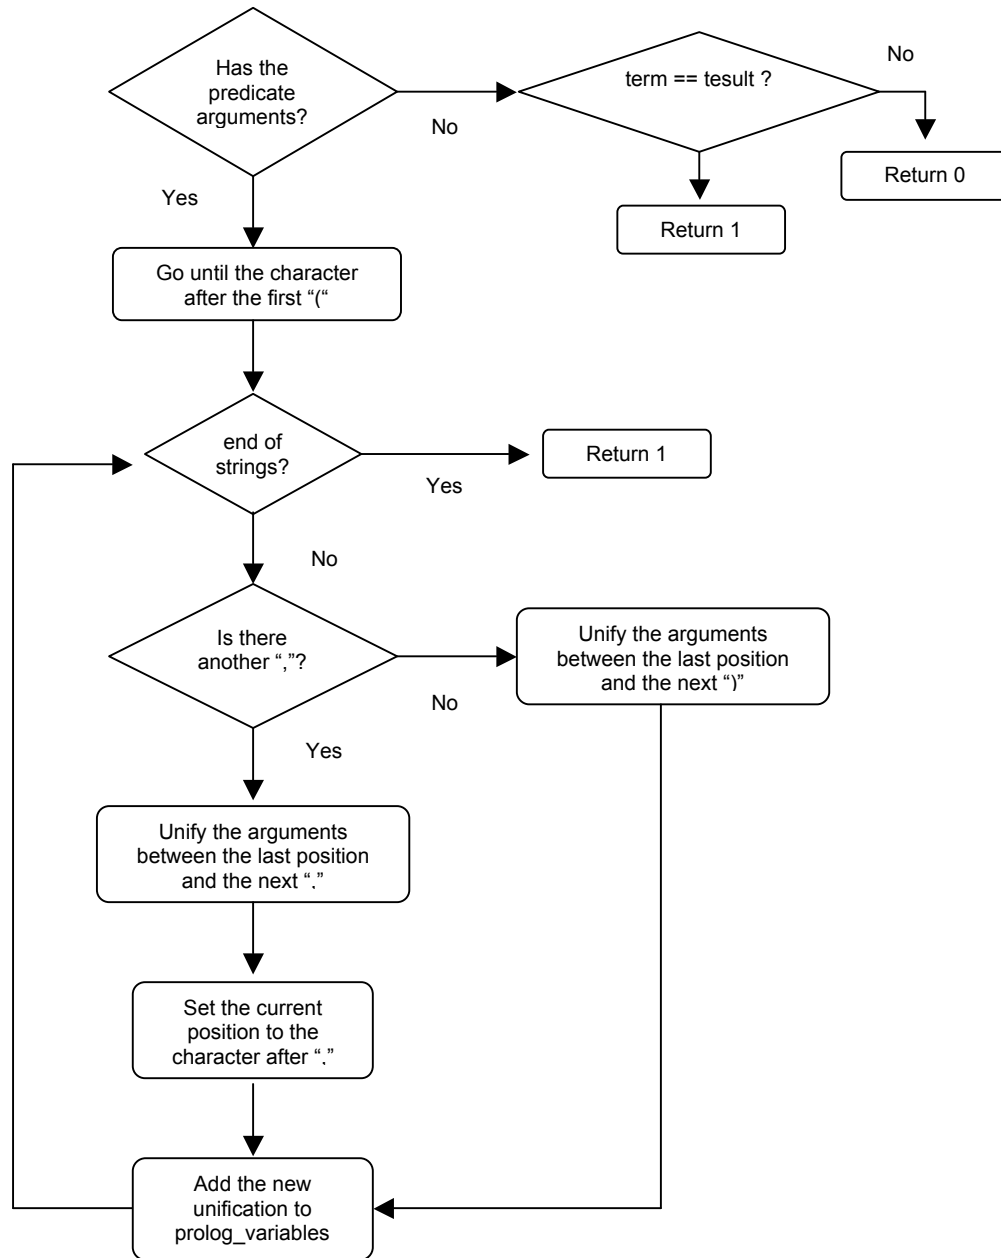 Has the
predicate
arguments?
No
term == tesult ?
No
Return 0
Return 1
Yes
Go until the character
after the first “(“
end of
strings?
Yes
Return 1
No
Is there
another “,”?
No
Unify the arguments
between the last position
and the next “)”
Yes
Unify the arguments
between the last position
and the next “,”
Set the current
position to the
character after “,”
Add the new
unification to
prolog_variables